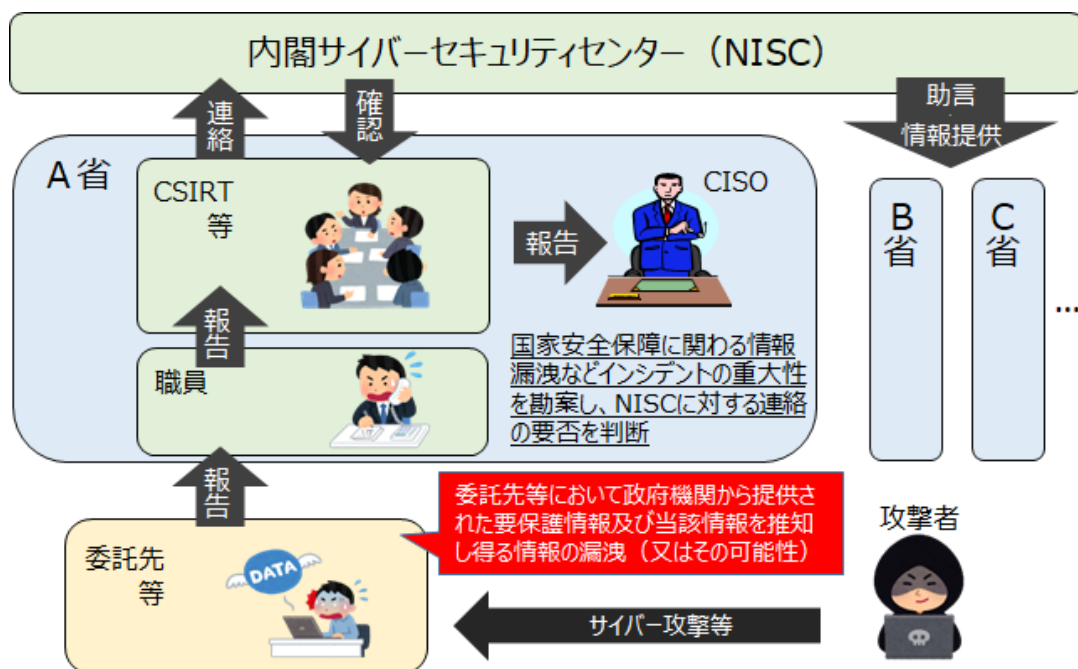 内閣サイバーセキュリティセンター（NISC）
連絡
確認
助言
・
情報提供
A省
CSIRT
等
報告
CISO
B省
C省
…
報告
職員
国家安全保障に関わる情報
漏洩などインシデントの重大性
を勘案し、NISCに対する連絡
の要否を判断
報告
委託先等において政府機関から提供さ
れた要保護情報及び当該情報を推知
し得る情報の漏洩（又はその可能性）
攻撃者
委託先
等
DATA
サイバー攻撃等